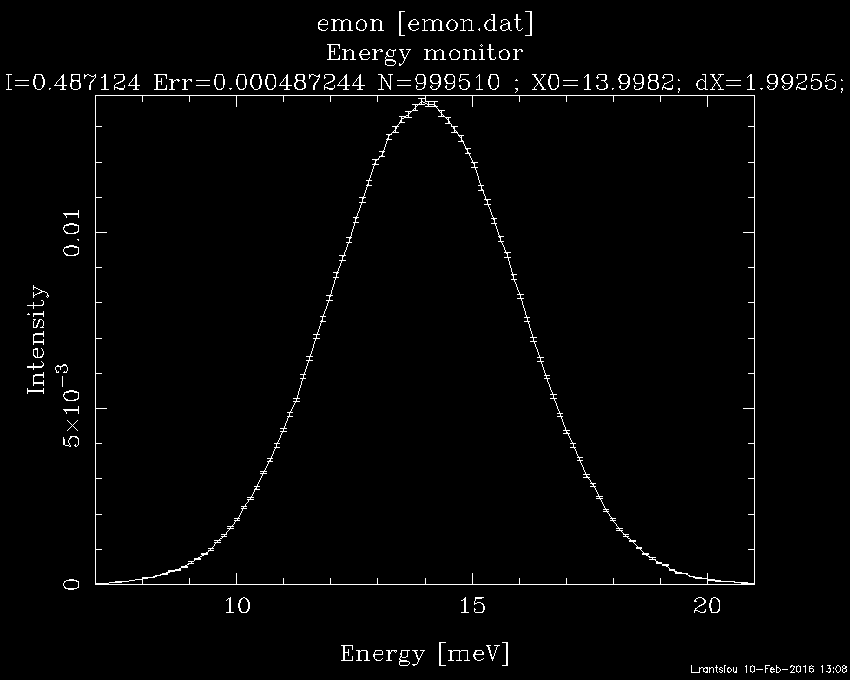 emon [emon.dat]
Energy monitor
I=0.487124 Err=0.000487244 N=999510 ; X0=13.9982; dX=1.99255;
0.01
Intensity
5×10⁻³
0
10 15 20
Energy [meV]
L.rantsiou 10-Feb-2016 13:08